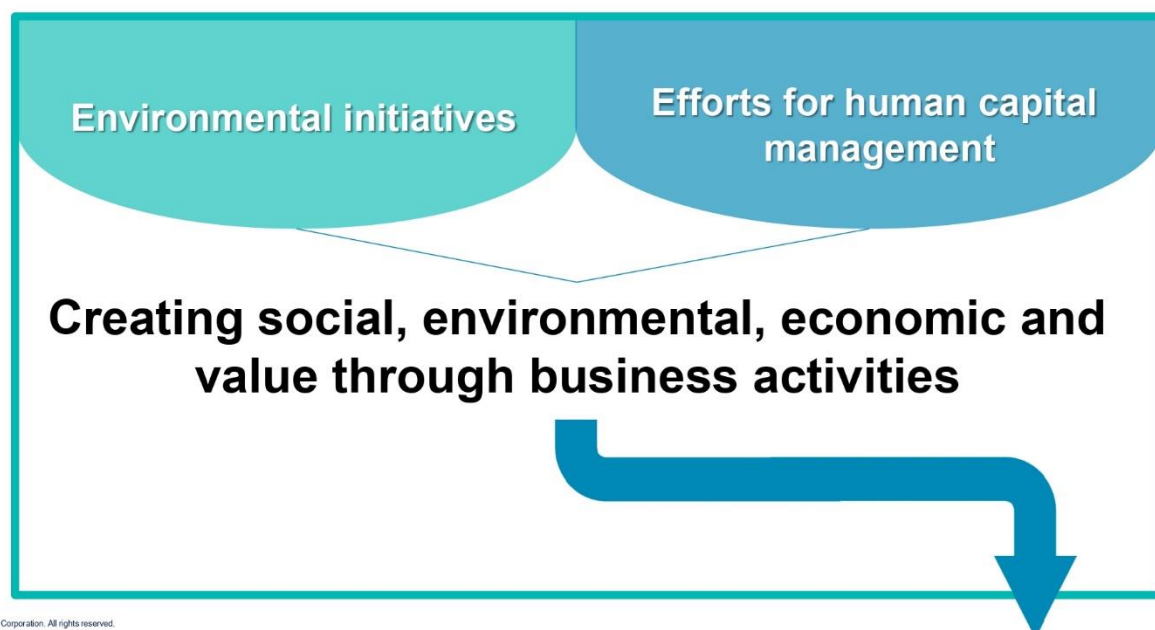 Environmental initiatives
Efforts for human capital
management
Creating social, environmental, economic and
value through business activities
Corporation. All rights reserved.